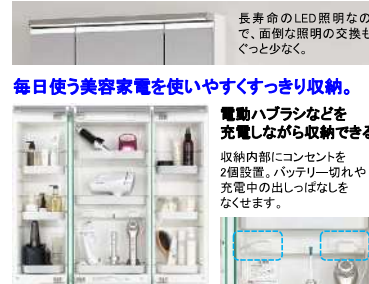 長寿命のLED照明なの
で、面倒な照明の交換も
ぐっと少なく。
毎日使う美容家電を使いやすくすっきり収納。
電動ハブラシなどを
充電しながら収納できる
収納内部にコンセントを
2個設置。バッテリー切れや
充電中の出しっぱなしを
なくせます。